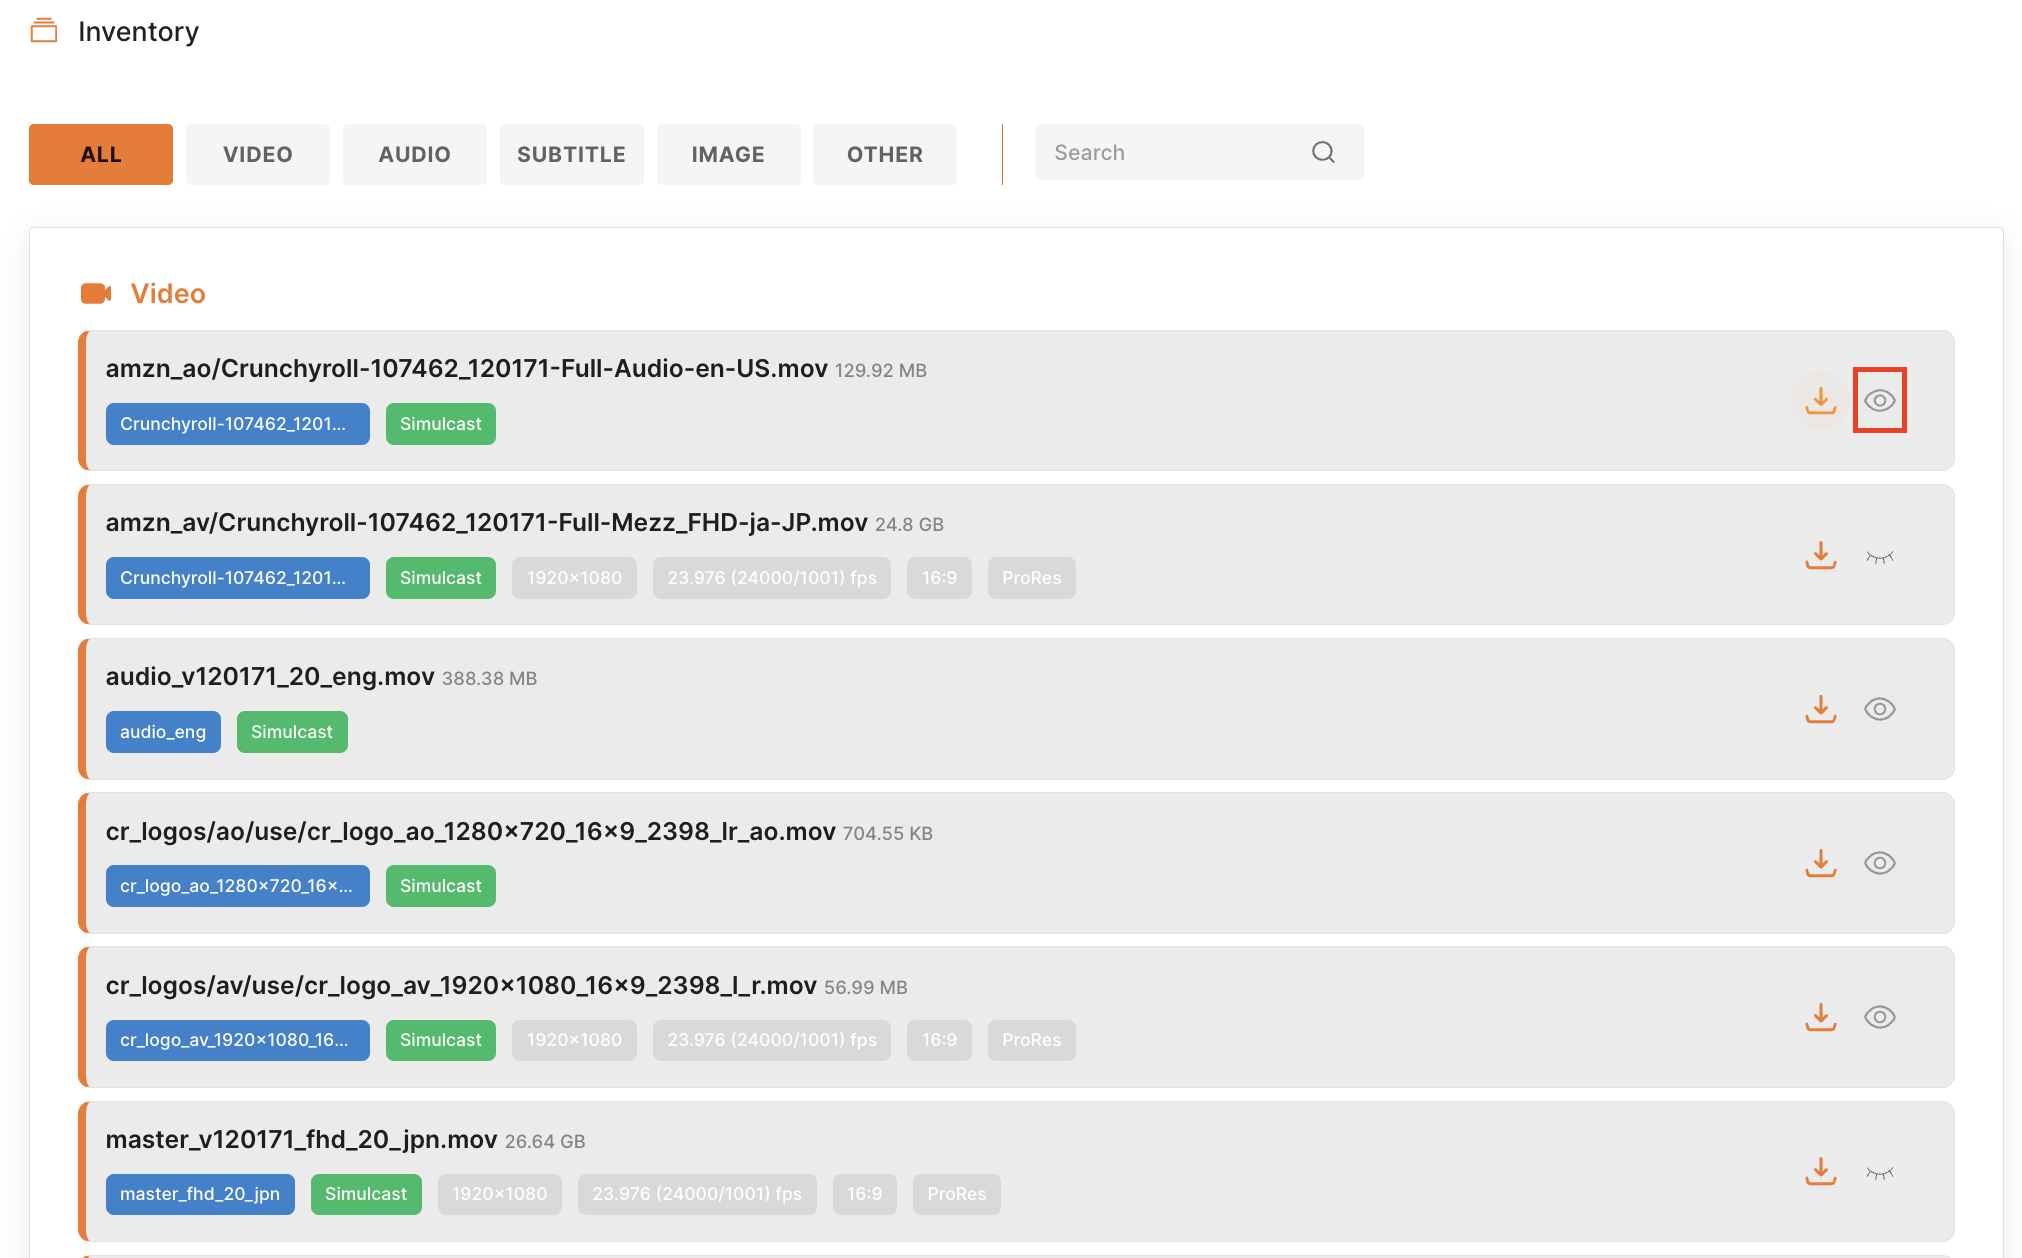 Inventory
ALL VIDEO AUDIO SUBTITLE IMAGE OTHER Search
Video
amzn_ao/Crunchyroll-107462_120171-Full-Audio-en-US.mov 129.92 MB
Crunchyroll-107462_1201... Simulcast
amzn_av/Crunchyroll-107462_120171-Full-Mezz_FHD-ja-JP.mov 24.8 GB
Crunchyroll-107462_1201... Simulcast 1920×1080 23.976 (24000/1001) fps 16:9 ProRes
audio_v120171_20_eng.mov 388.38 MB
audio_eng Simulcast
cr_logos/ao/use/cr_logo_ao_1280×720_16×9_2398_lr_ao.mov 704.55 KB
cr_logo_ao_1280×720_16×... Simulcast
cr_logos/av/use/cr_logo_av_1920×1080_16×9_2398_l_r.mov 56.99 MB
cr_logo_av_1920×1080_16... Simulcast 1920×1080 23.976 (24000/1001) fps 16:9 ProRes
master_v120171_fhd_20_jpn.mov 26.64 GB
master_fhd_20_jpn Simulcast 1920×1080 23.976 (24000/1001) fps 16:9 ProRes